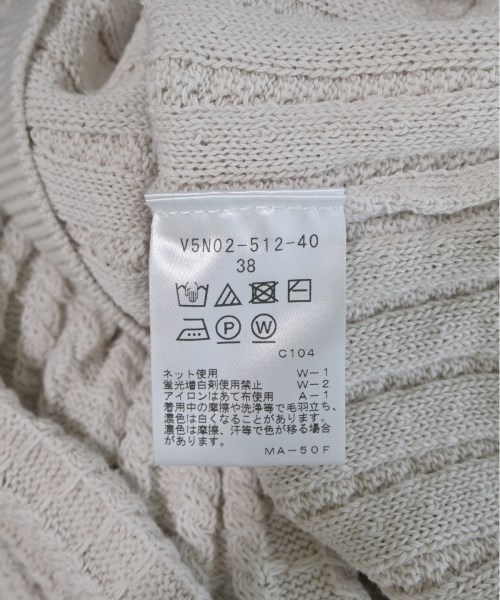 V5N02-512-40
38
P W
C104
ネット使用 W-1
蛍光増白剤使用禁止 W-2
アイロンはあて布使用 A-1
着用中の摩擦や洗浄等で毛羽立ち、
濃色は白くなることがあります。
濃色は摩擦、汗等で色が移る場合
があります。
MA-50F